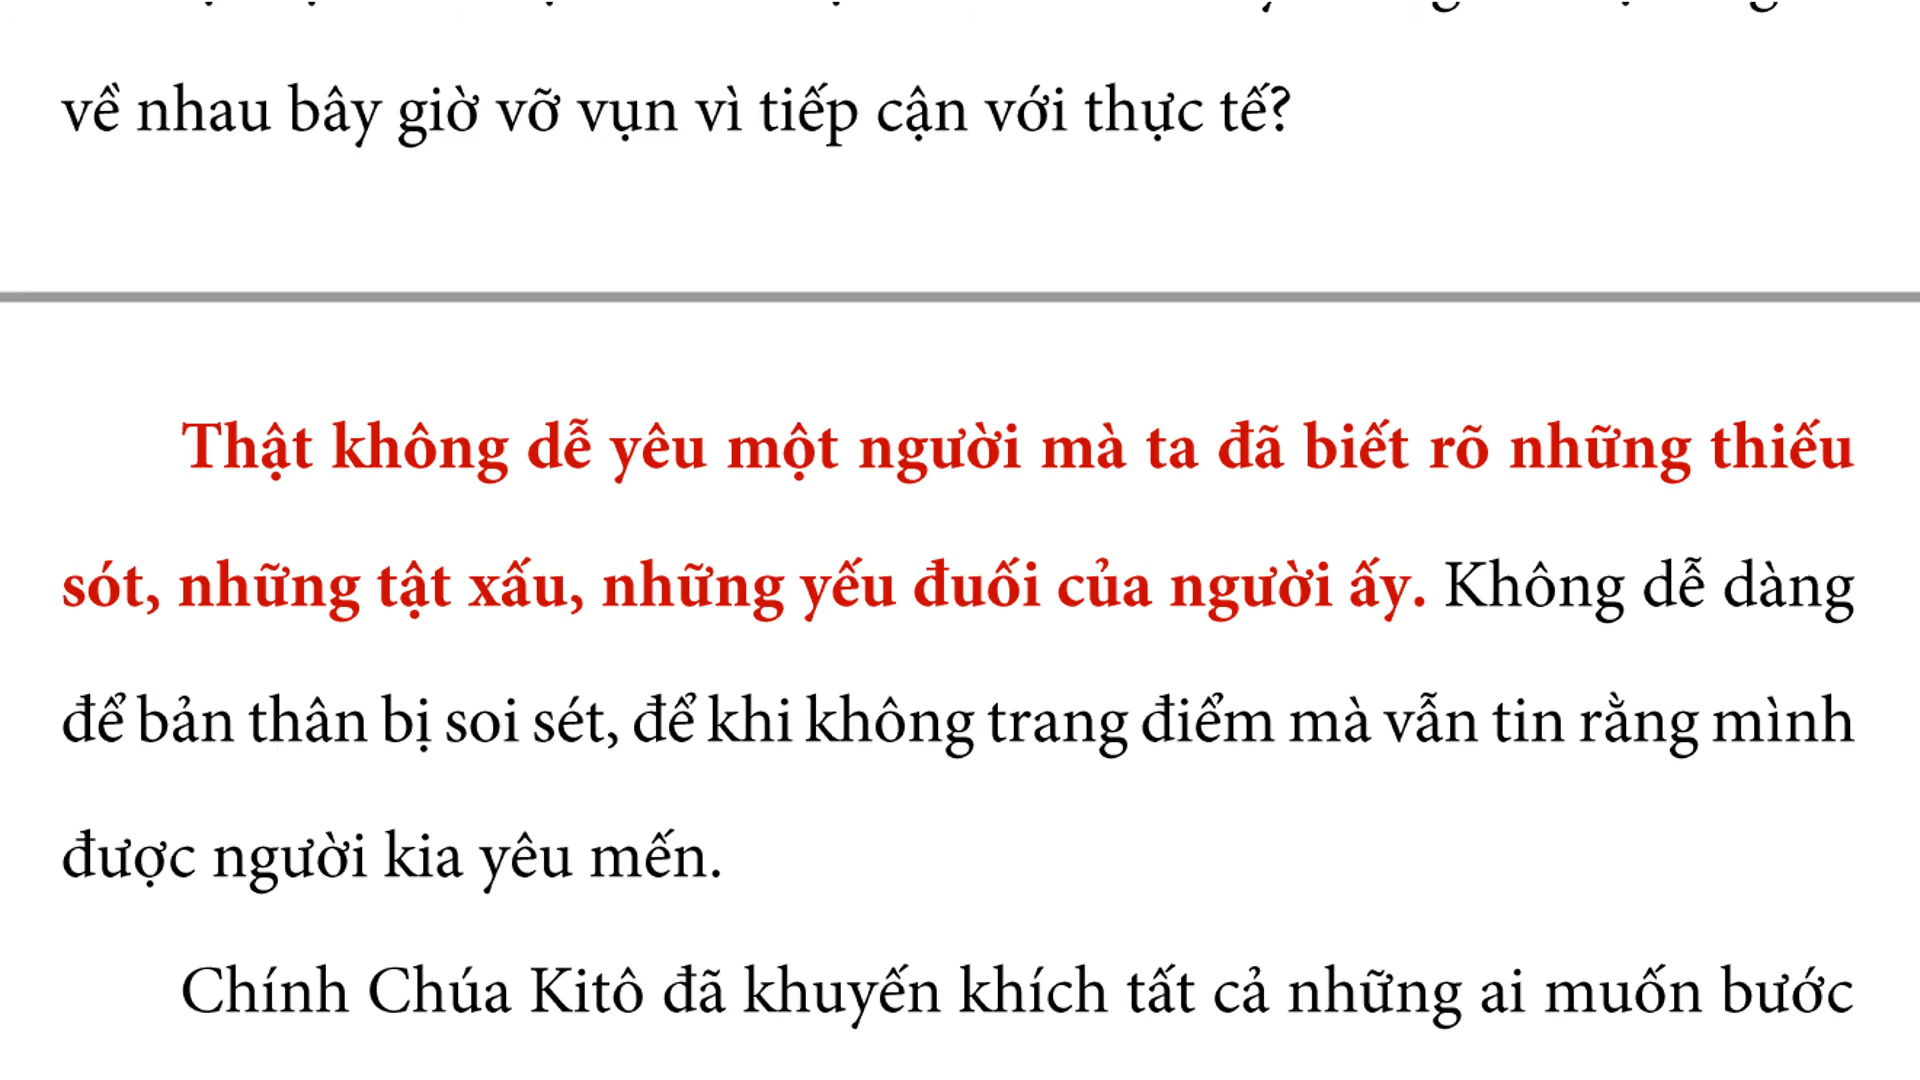 về nhau bây giờ vỡ vụn vì tiếp cận với thực tế?
Thật không dễ yêu một người mà ta đã biết rõ những thiếu
sót, những tật xấu, những yếu đuối của người ấy. Không dễ dàng
để bản thân bị soi sét, để khi không trang điểm mà vẫn tin rằng mình
được người kia yêu mến.
Chính Chúa Kitô đã khuyến khích tất cả những ai muốn bước